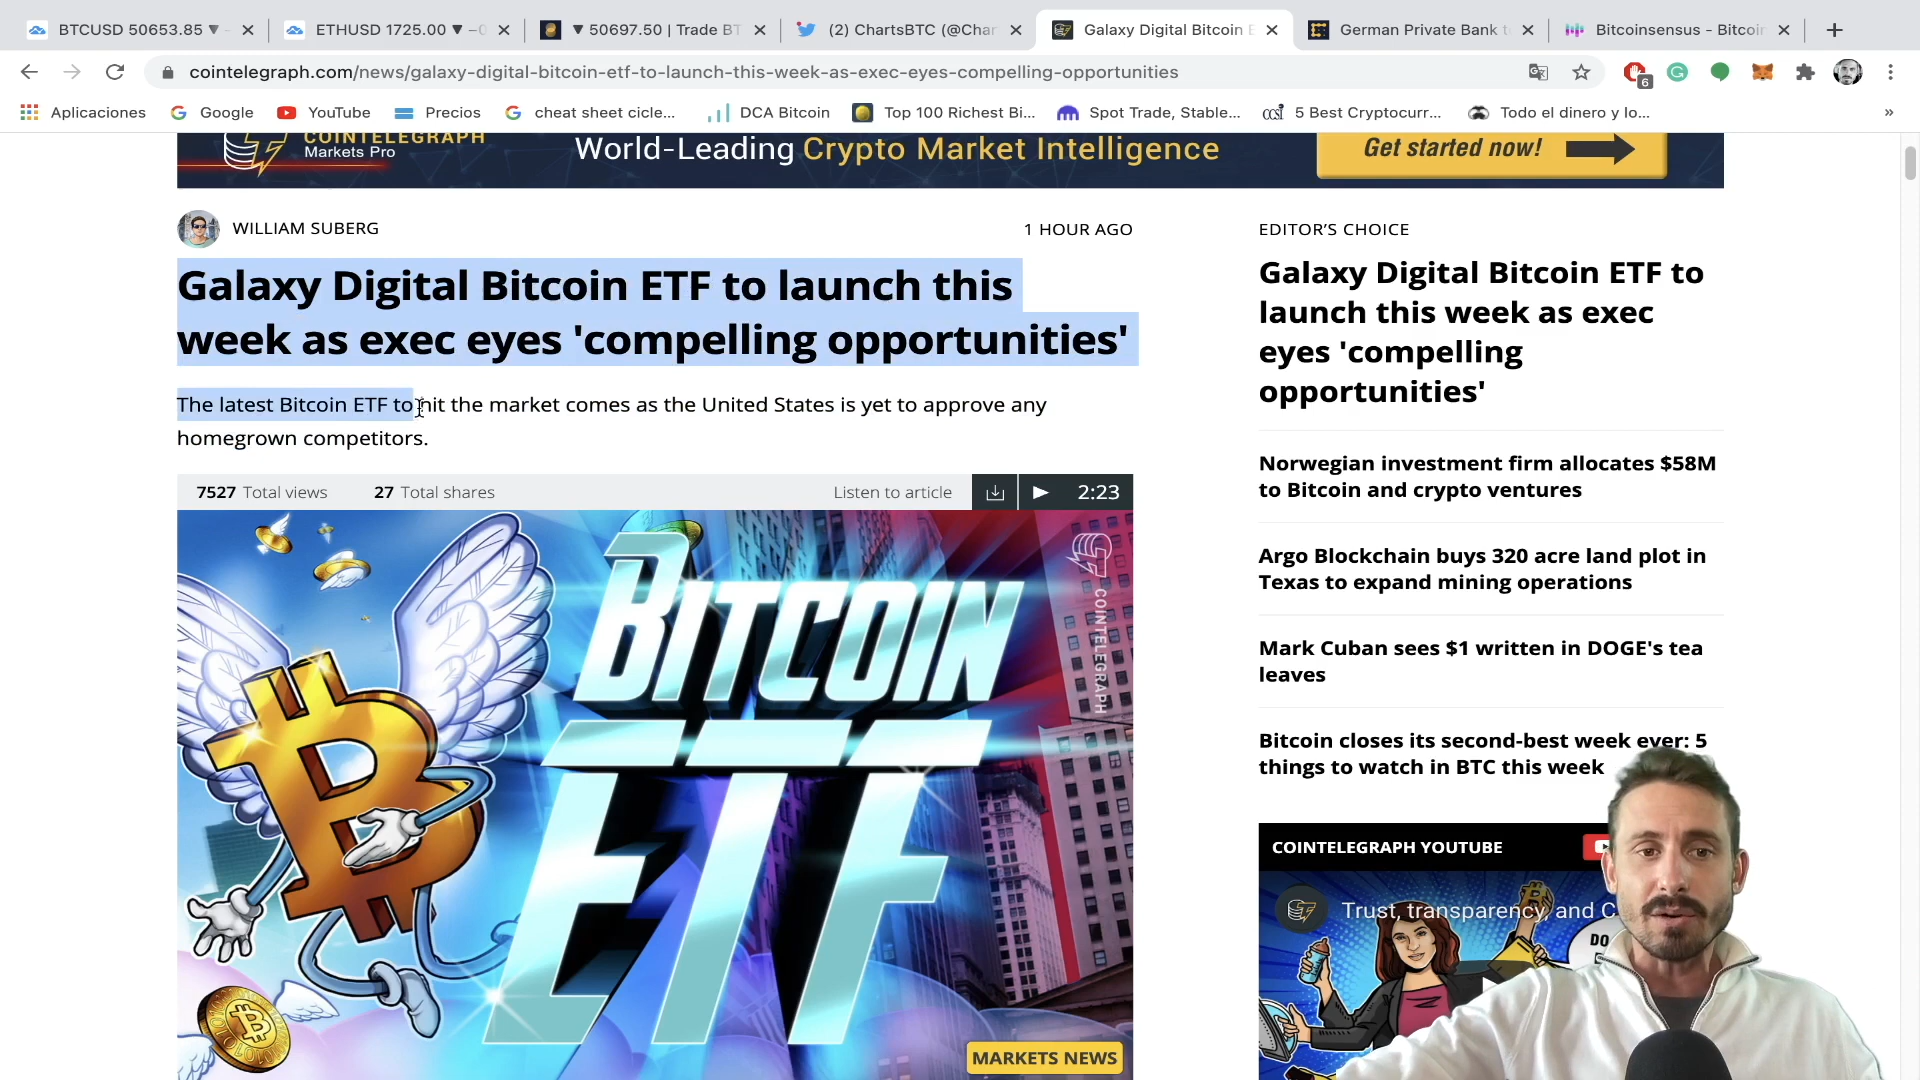 BTCUSD 50653.85 ▼ −
ETHUSD 1725.00 ▼ −0
▼ 50697.50 | Trade BT
(2) ChartsBTC (@Char
Galaxy Digital Bitcoin E
German Private Bank t
Bitcoinsensus - Bitcoin
cointelegraph.com/news/galaxy-digital-bitcoin-etf-to-launch-this-week-as-exec-eyes-compelling-opportunities
6
Aplicaciones
Google
YouTube
Precios
cheat sheet cicle...
DCA Bitcoin
Top 100 Richest Bi...
Spot Trade, Stable...
5 Best Cryptocurr...
Todo el dinero y lo...
»
COINTELEGRAPH
Markets Pro
World-Leading Crypto Market Intelligence
Get started now!
WILLIAM SUBERG
1 HOUR AGO
Galaxy Digital Bitcoin ETF to launch this
week as exec eyes 'compelling opportunities'
The latest Bitcoin ETF to hit the market comes as the United States is yet to approve any
homegrown competitors.
7527 Total views
27 Total shares
Listen to article
2:23
BITCOIN
ETF
COINTELEGRAPH
MARKETS NEWS
EDITOR'S CHOICE
Galaxy Digital Bitcoin ETF to
launch this week as exec
eyes 'compelling
opportunities'
Norwegian investment firm allocates $58M
to Bitcoin and crypto ventures
Argo Blockchain buys 320 acre land plot in
Texas to expand mining operations
Mark Cuban sees $1 written in DOGE's tea
leaves
Bitcoin closes its second-best week ever: 5
things to watch in BTC this week
COINTELEGRAPH YOUTUBE
Trust, transparency, and C
DO